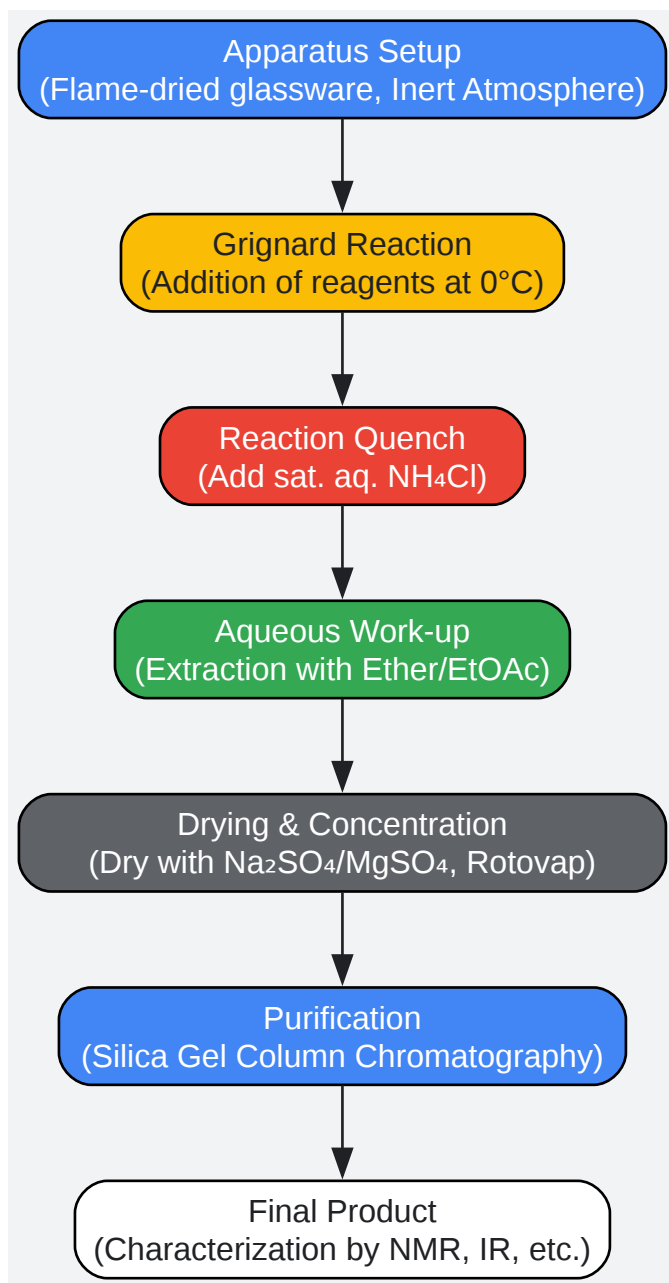 Apparatus Setup
(Flame-dried glassware, Inert Atmosphere)
Grignard Reaction
(Addition of reagents at 0°C)
Reaction Quench
(Add sat. aq. NH₄Cl)
Aqueous Work-up
(Extraction with Ether/EtOAc)
Drying & Concentration
(Dry with Na₂SO₄/MgSO₄, Rotovap)
Purification
(Silica Gel Column Chromatography)
Final Product
(Characterization by NMR, IR, etc.)